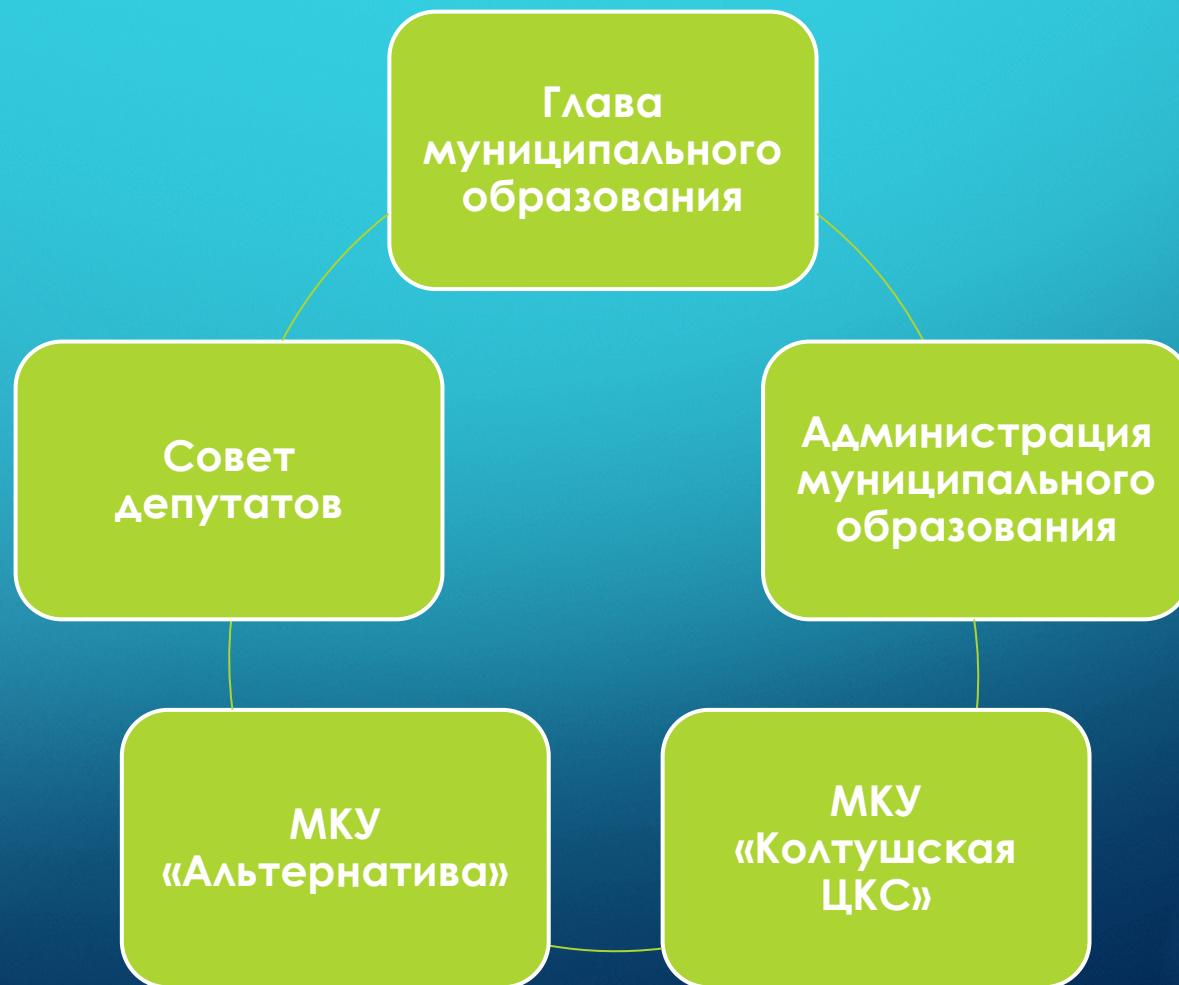 Глава
муниципального
образования
Совет
депутатов
Администрация
муниципального
образования
МКУ
«Альтернатива»
МКУ
«Колтушская
ЦКС»